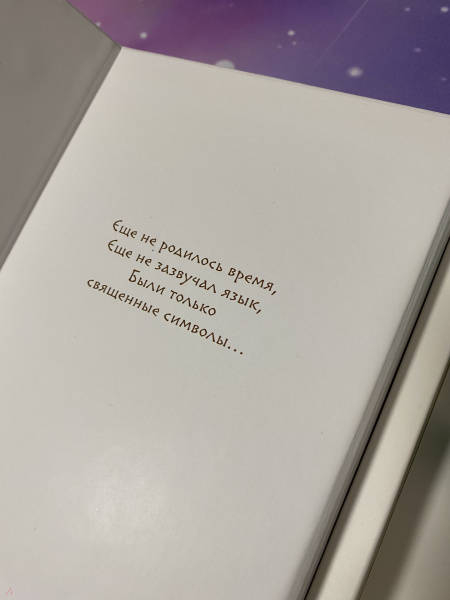 Еще не родилось время,
Еще не зазвучал язык,
Были только
священные символы...